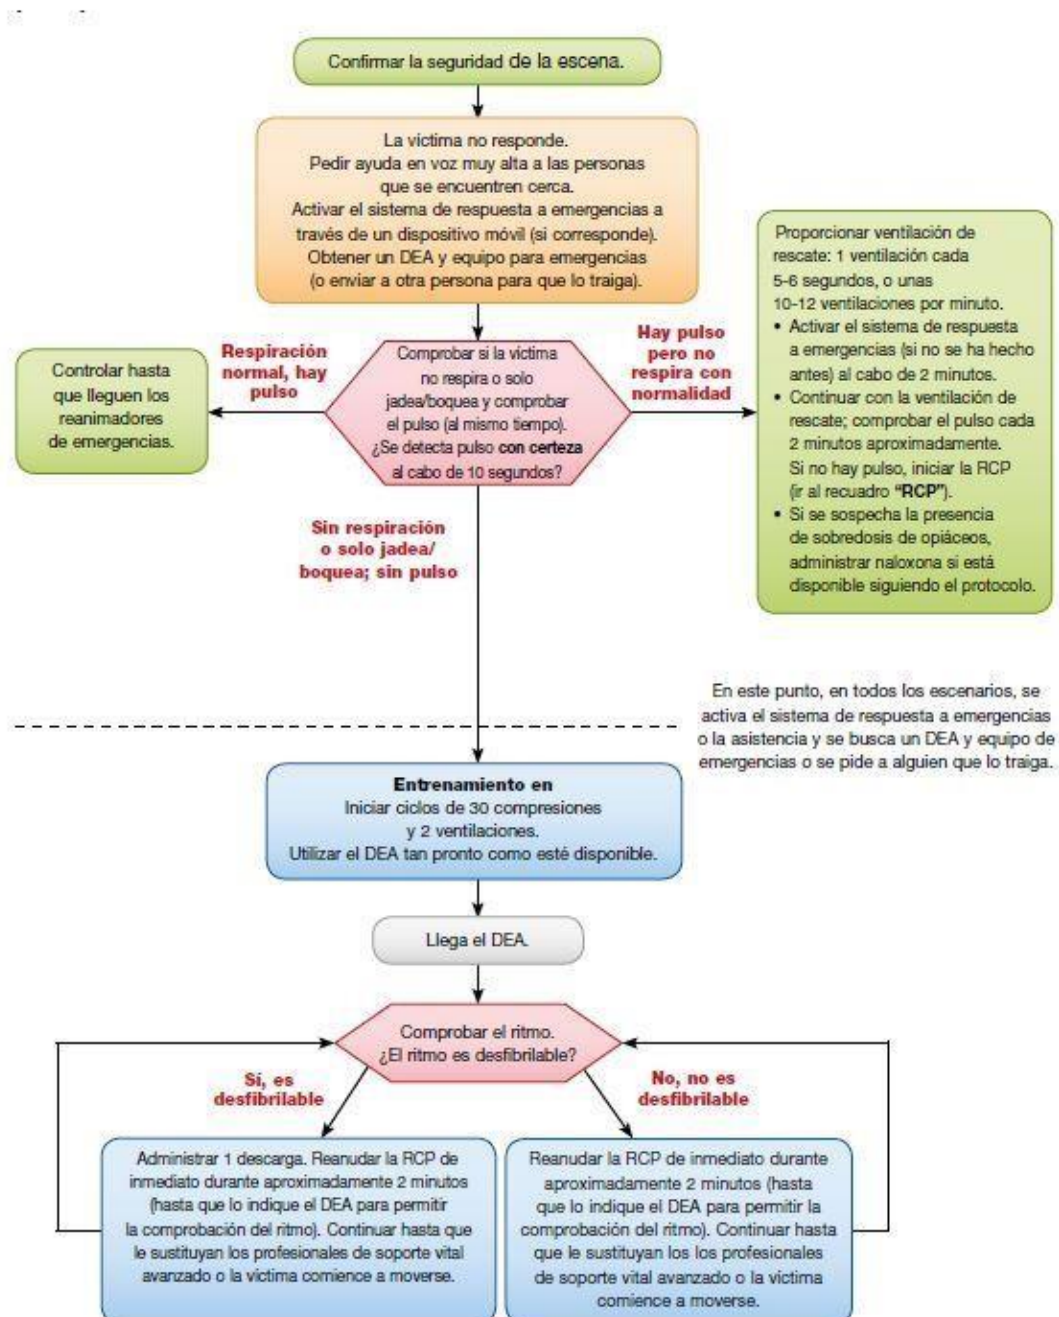 Confirmar la seguridad de la escena.
La víctima no responde.
Pedir ayuda en voz muy alta a las personas
que se encuentren cerca.
Activar el sistema de respuesta a emergencias a
través de un dispositivo móvil (si corresponde).
Obtener un DEA y equipo para emergencias
(o enviar a otra persona para que lo traiga).
Respiración
normal, hay
pulso
Controlar hasta
que lleguen los
reanimadores
de emergencias.
Comprobar si la víctima
no respira o solo
jadea/boquea y comprobar
el pulso (al mismo tiempo).
¿Se detecta pulso con certeza
al cabo de 10 segundos?
Hay pulso
pero no
respira con
normalidad
Proporcionar ventilación de
rescate: 1 ventilación cada
5-6 segundos, o unas
10-12 ventilaciones por minuto.
• Activar el sistema de respuesta
a emergencias (si no se ha hecho
antes) al cabo de 2 minutos.
• Continuar con la ventilación de
rescate; comprobar el pulso cada
2 minutos aproximadamente.
Si no hay pulso, iniciar la RCP
(ir al recuadro “RCP”).
• Si se sospecha la presencia
de sobredosis de opiáceos,
administrar naloxona si está
disponible siguiendo el protocolo.
Sin respiración
o solo jadea/
boquea; sin pulso
En este punto, en todos los escenarios, se
activa el sistema de respuesta a emergencias
o la asistencia y se busca un DEA y equipo de
emergencias o se pide a alguien que lo traiga.
Entrenamiento en
Iniciar ciclos de 30 compresiones
y 2 ventilaciones.
Utilizar el DEA tan pronto como esté disponible.
Llega el DEA.
Comprobar el ritmo.
¿El ritmo es desfibrilable?
Sí, es
desfibrilable
No, no es
desfibrilable
Administrar 1 descarga. Reanudar la RCP de
inmediato durante aproximadamente 2 minutos
(hasta que lo indique el DEA para permitir
la comprobación del ritmo). Continuar hasta que
le sustituyan los profesionales de soporte vital
avanzado o la víctima comience a moverse.
Reanudar la RCP de inmediato durante
aproximadamente 2 minutos (hasta
que lo indique el DEA para permitir la
comprobación del ritmo). Continuar hasta
que le sustituyan los los profesionales
de soporte vital avanzado o la víctima
comience a moverse.